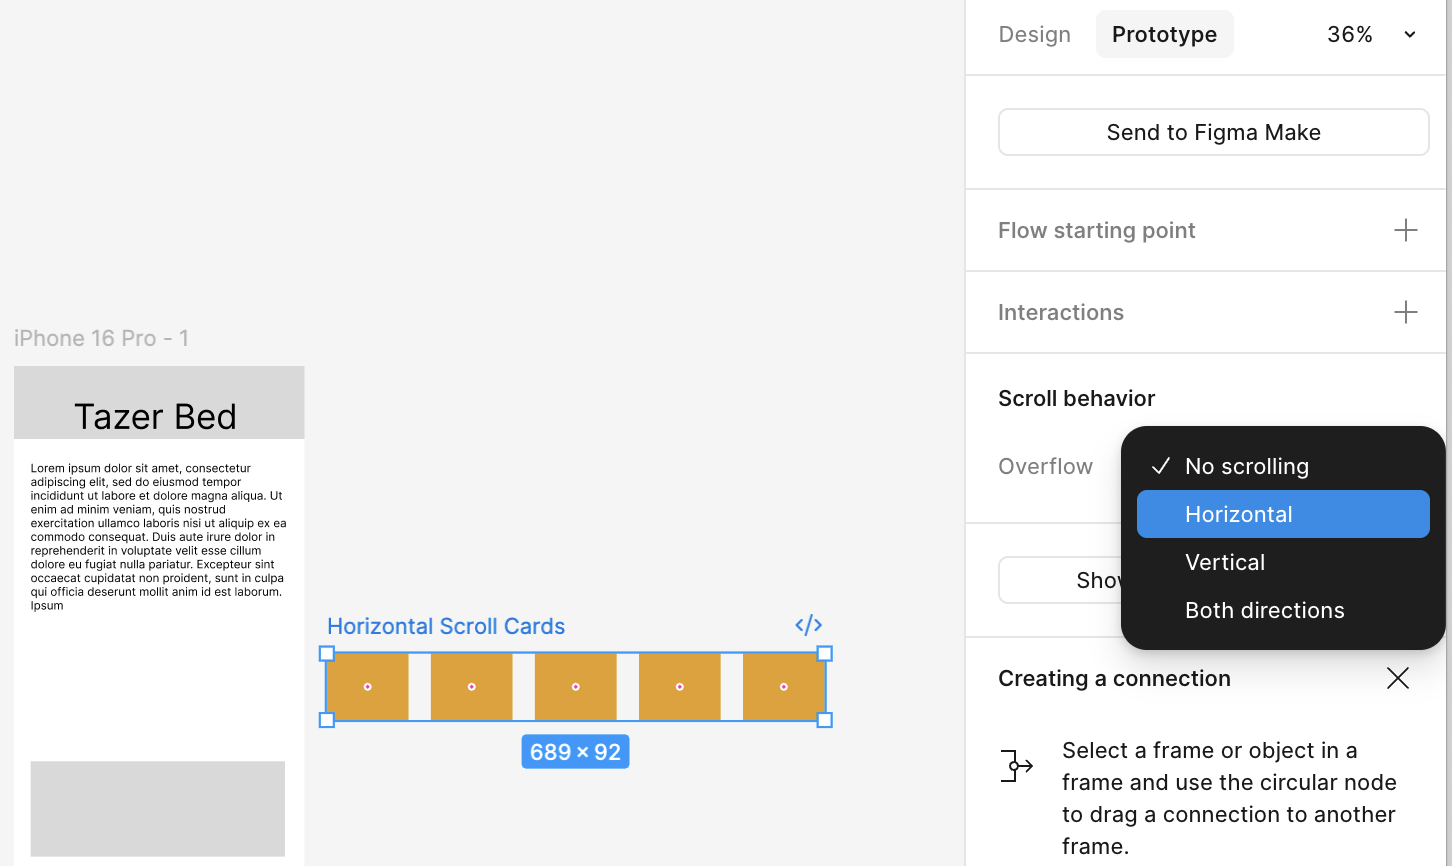 Design
Prototype
36%
Send to Figma Make
Flow starting point
Interactions
Scroll behavior
Overflow
No scrolling
Horizontal
Vertical
Both directions
Creating a connection
Select a frame or object in a
frame and use the circular node
to drag a connection to another
frame.
iPhone 16 Pro - 1
Tazer Bed
Lorem ipsum dolor sit amet, consectetur
adipiscing elit, sed do eiusmod tempor
incididunt ut labore et dolore magna aliqua. Ut
enim ad minim veniam, quis nostrud
exercitation ullamco laboris nisi ut aliquip ex ea
commodo consequat. Duis aute irure dolor in
reprehenderit in voluptate velit esse cillum
dolore eu fugiat nulla pariatur. Excepteur sint
occaecat cupidatat non proident, sunt in culpa
qui officia deserunt mollit anim id est laborum.
Ipsum
Horizontal Scroll Cards
</>
689 × 92